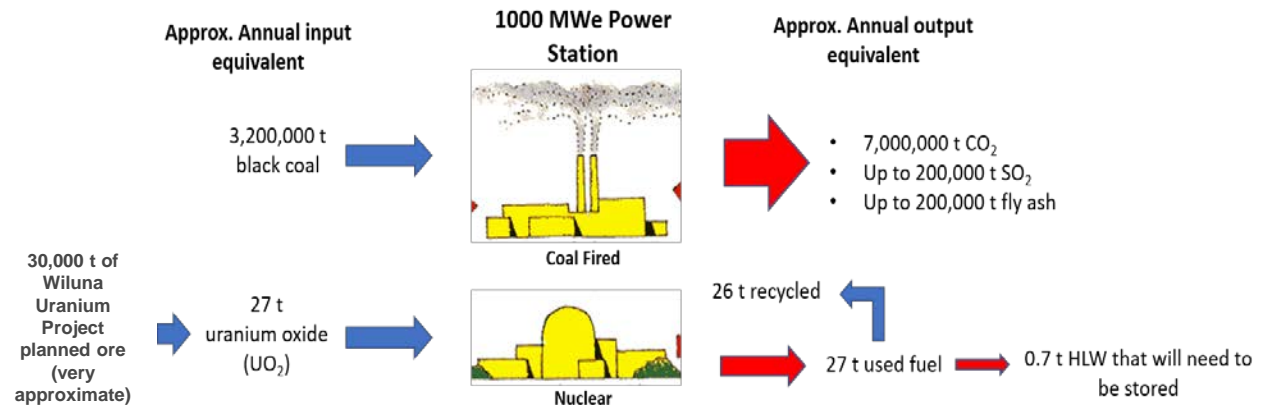 Approx. Annual input
equivalent
1000 MWe Power
Station
Approx. Annual output
equivalent
3,200,000 t
black coal
• 7,000,000 t CO₂
• Up to 200,000 t SO₂
• Up to 200,000 t fly ash
Coal Fired
30,000 t of
Wiluna
Uranium
Project
planned ore
(very
approximate)
27 t
uranium oxide
(UO₂)
Nuclear
26 t recycled
27 t used fuel
0.7 t HLW that will need to
be stored